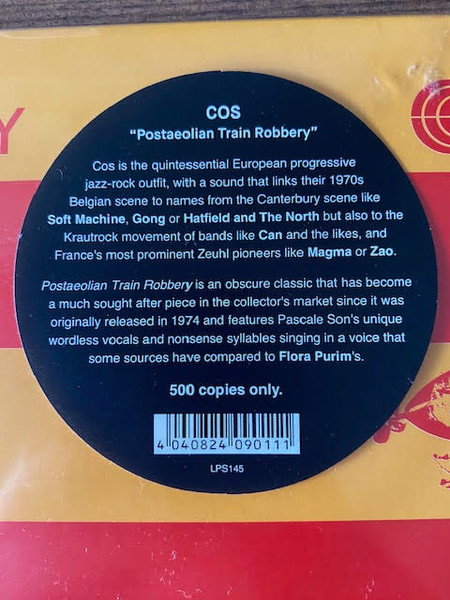 Y
COS
"Postaeolian Train Robbery"
Cos is the quintessential European progressive
jazz-rock outfit, with a sound that links their 1970s
Belgian scene to names from the Canterbury scene like
Soft Machine, Gong or Hatfield and The North but also to the
Krautrock movement of bands like Can and the likes, and
France's most prominent Zeuhl pioneers like Magma or Zao.
Postaeolian Train Robbery is an obscure classic that has become
a much sought after piece in the collector's market since it was
originally released in 1974 and features Pascale Son's unique
wordless vocals and nonsense syllables singing in a voice that
some sources have compared to Flora Purim's.
500 copies only.
4 040824 090111
LPS145